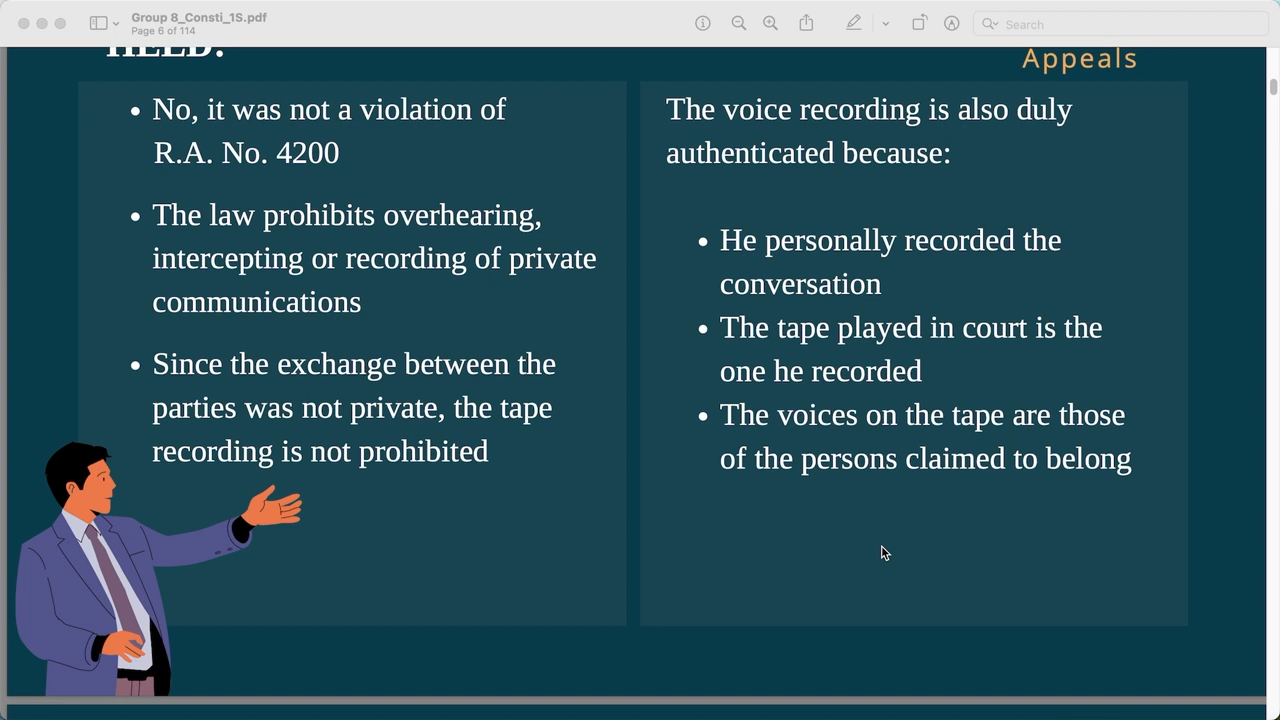 Group 8_Consti_1S.pdf
Page 6 of 114
Search
HELD:
Appeals
• No, it was not a violation of
R.A. No. 4200
• The law prohibits overhearing,
intercepting or recording of private
communications
• Since the exchange between the
parties was not private, the tape
recording is not prohibited
The voice recording is also duly
authenticated because:
• He personally recorded the
conversation
• The tape played in court is the
one he recorded
• The voices on the tape are those
of the persons claimed to belong